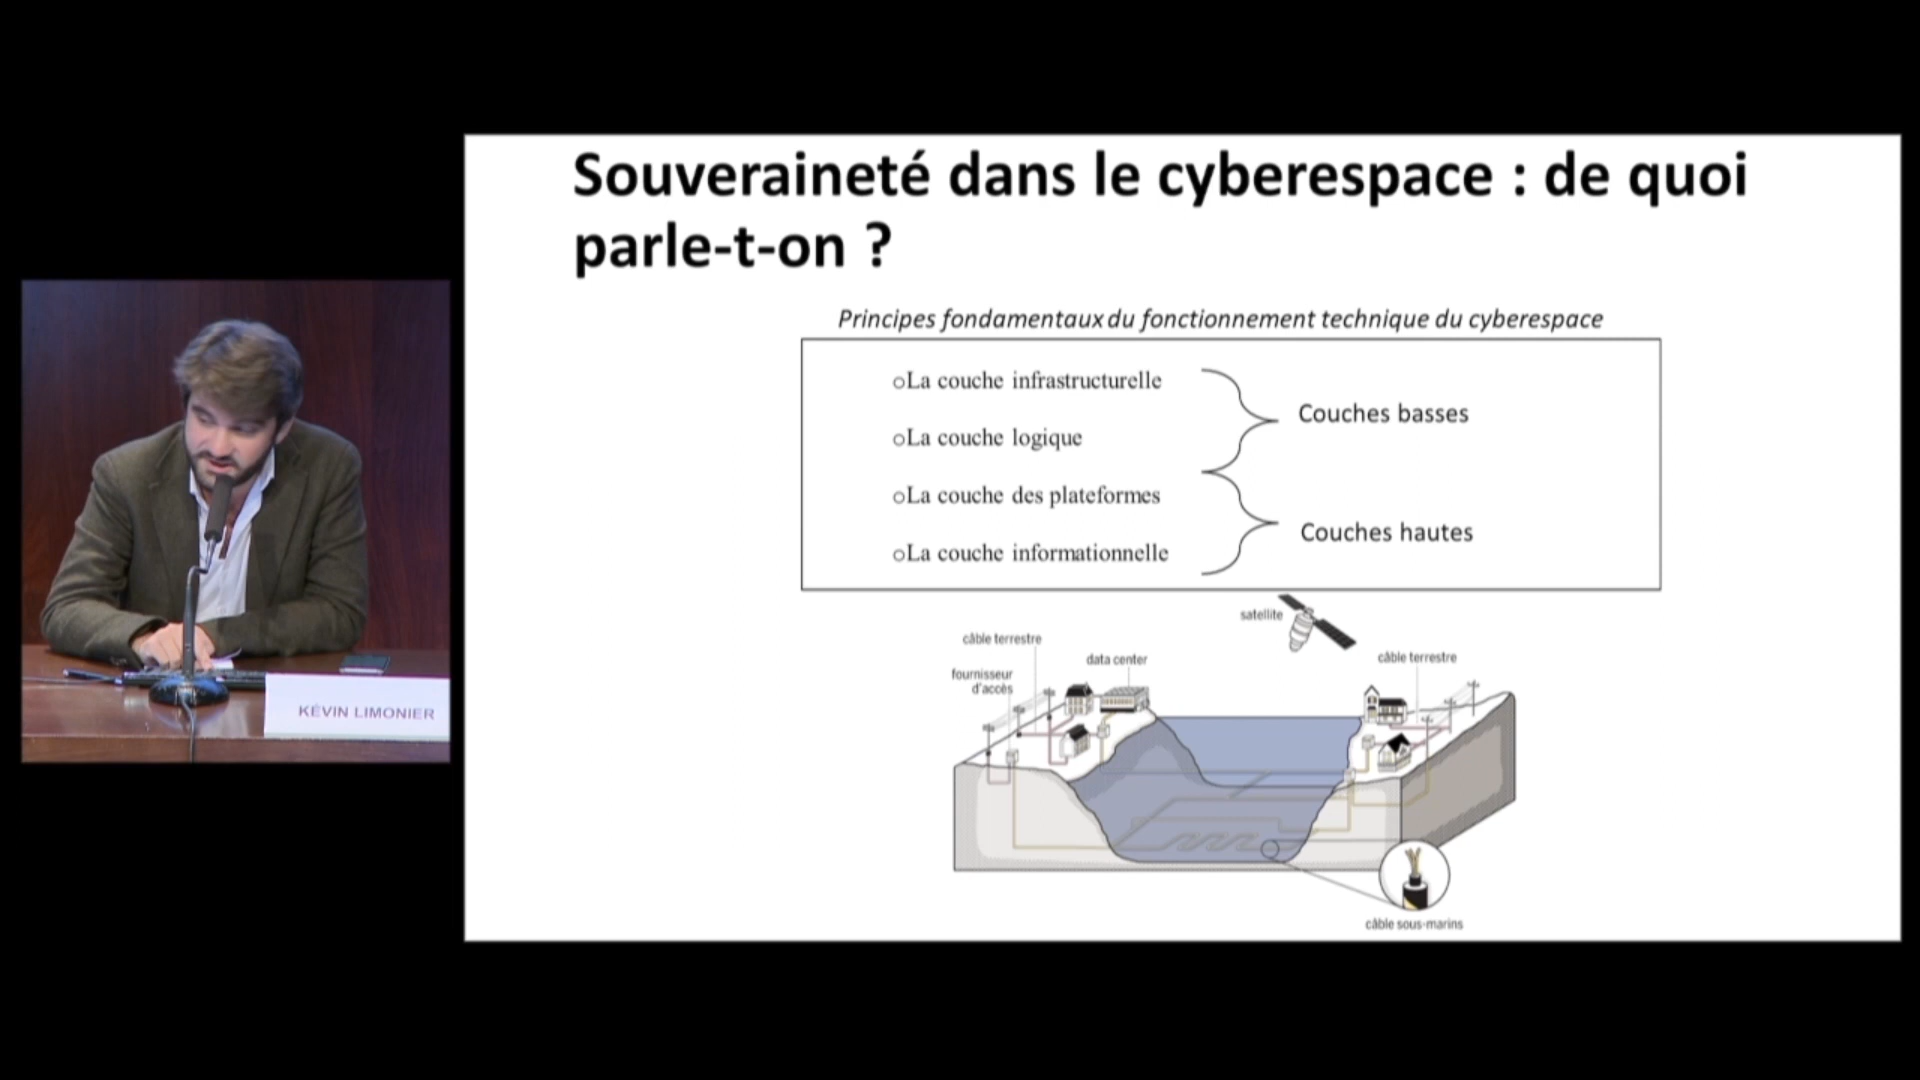 Souveraineté dans le cyberespace : de quoi
parle-t-on ?
Principes fondamentaux du fonctionnement technique du cyberespace
oLa couche infrastructurelle
oLa couche logique
oLa couche des plateformes
oLa couche informationnelle
Couches basses
Couches hautes
satellite
câble terrestre
data center
câble terrestre
fournisseur
d'accès
câble sous-marins
KÉVIN LIMONIER